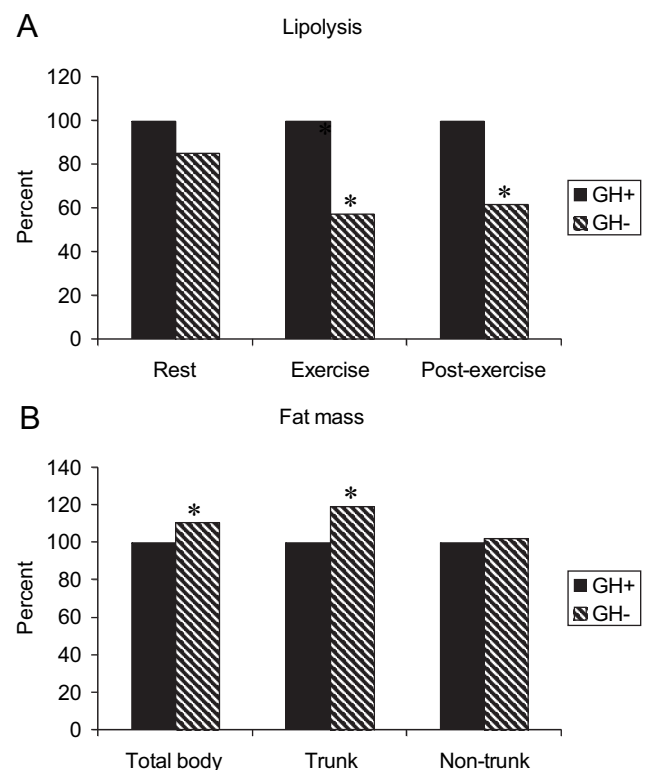 A
Lipolysis
120
100
80
60
40
20
0
Percent
*
*
*
GH+
GH-
Rest Exercise Post-exercise
B
Fat mass
140
120
100
80
60
40
20
0
Percent
*
*
GH+
GH-
Total body Trunk Non-trunk